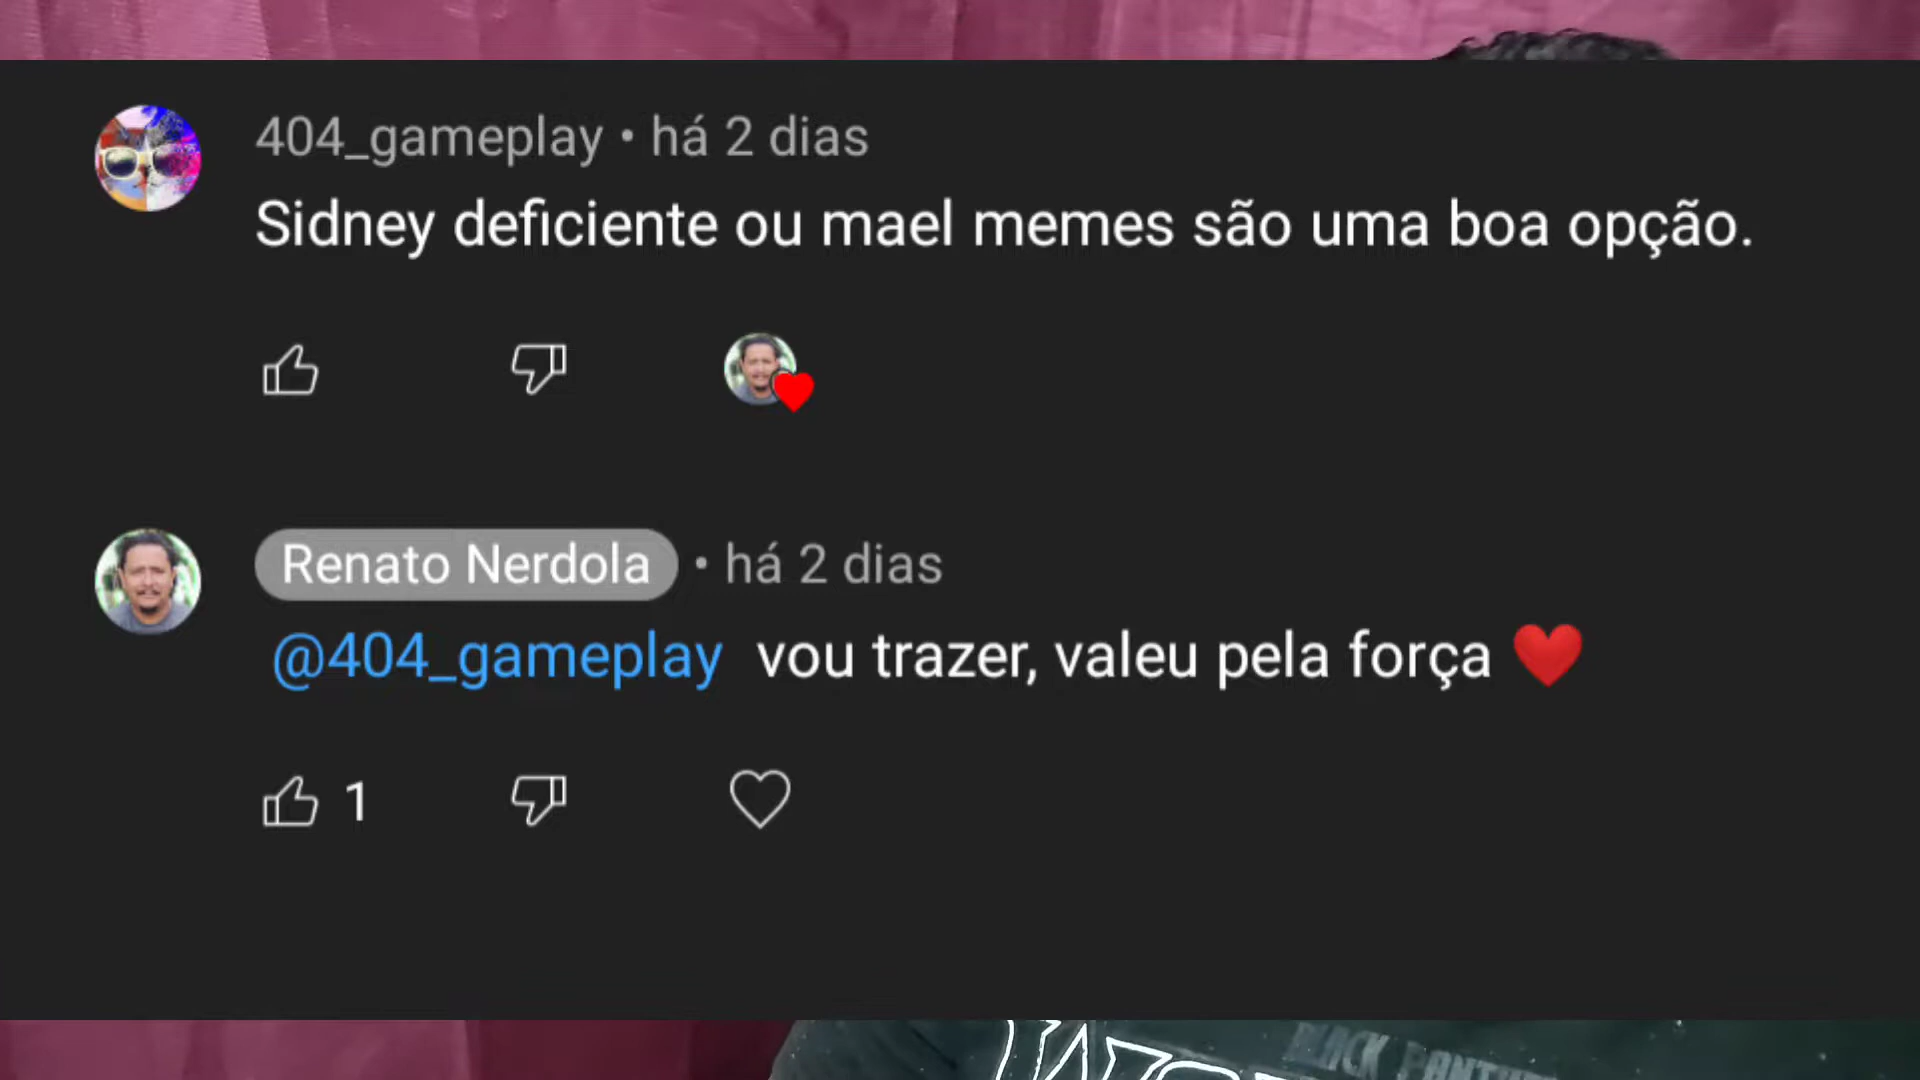 404_gameplay • há 2 dias
Sidney deficiente ou mael memes são uma boa opção.
Renato Nerdola • há 2 dias
@404_gameplay vou trazer, valeu pela força ❤️
1